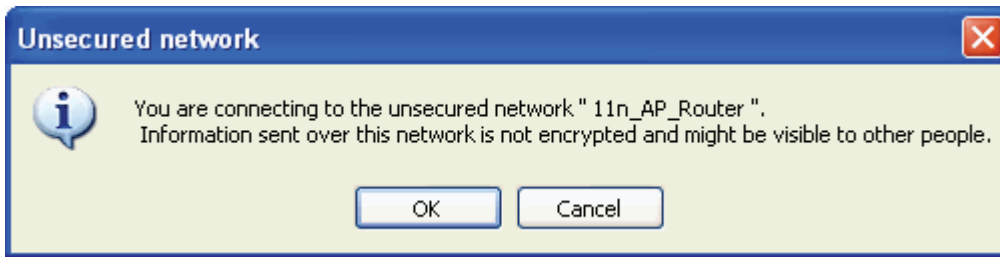 Unsecured network
You are connecting to the unsecured network " 11n_AP_Router ".
Information sent over this network is not encrypted and might be visible to other people.
OK Cancel